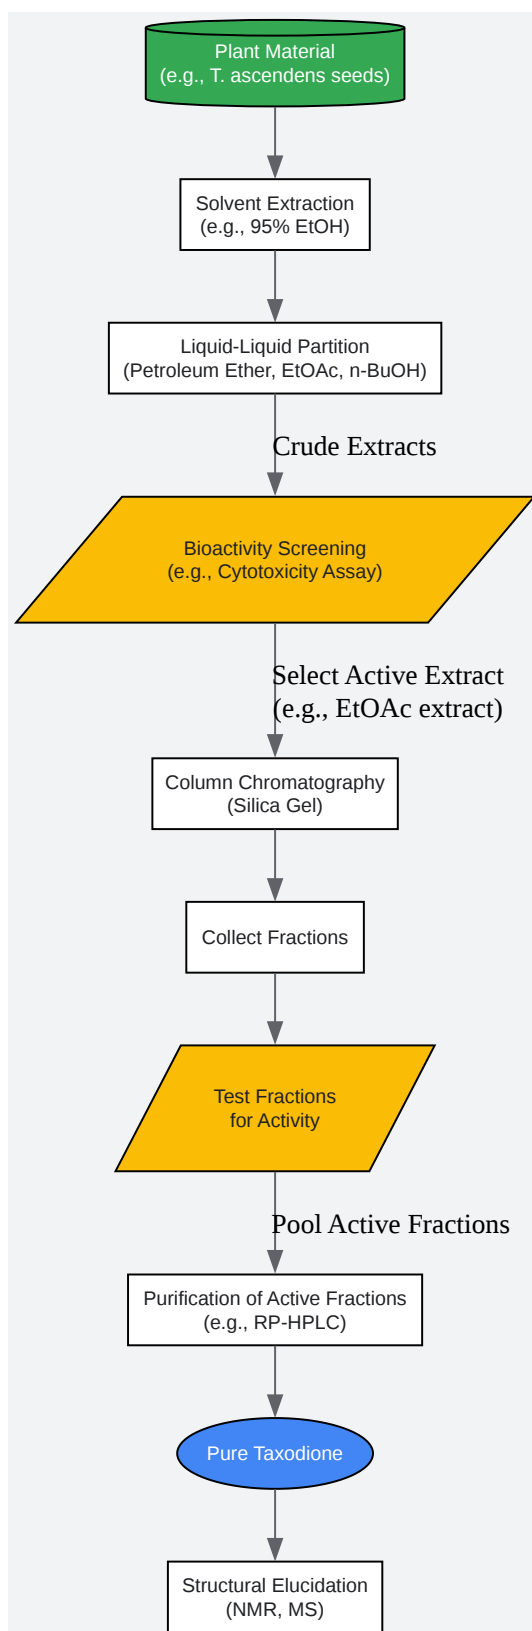 Plant Material
(e.g., T. ascendens seeds)
Solvent Extraction
(e.g., 95% EtOH)
Liquid-Liquid Partition
(Petroleum Ether, EtOAc, n-BuOH)
Crude Extracts
Bioactivity Screening
(e.g., Cytotoxicity Assay)
Select Active Extract
(e.g., EtOAc extract)
Column Chromatography
(Silica Gel)
Collect Fractions
Test Fractions
for Activity
Pool Active Fractions
Purification of Active Fractions
(e.g., RP-HPLC)
Pure Taxodione
Structural Elucidation
(NMR, MS)